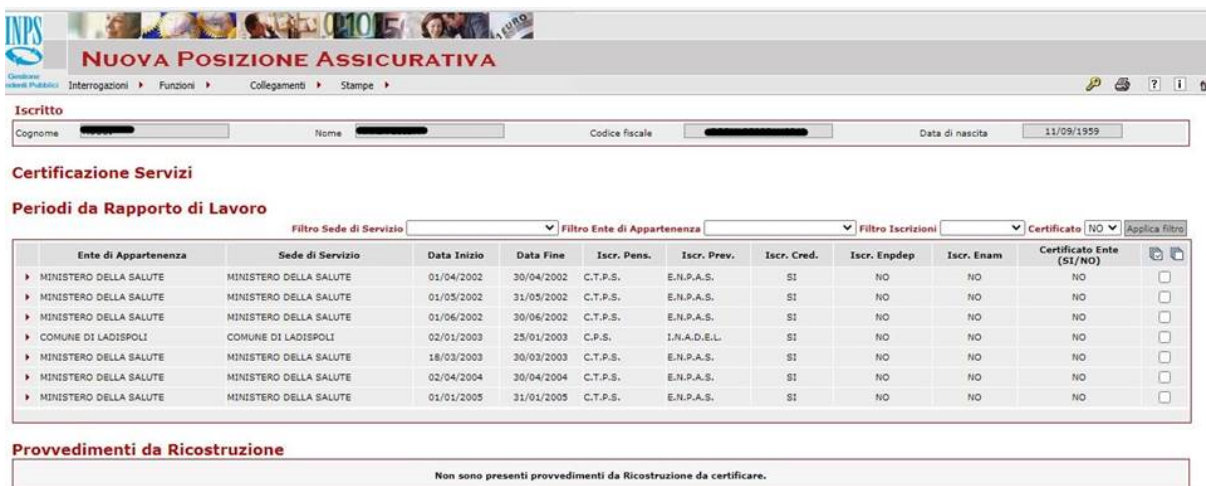 INPS
EURO
NUOVA POSIZIONE ASSICURATIVA
Gestione
Interrogazioni Funzioni Collegamenti Stampe ? i
Iscritto
Cognome Nome Codice fiscale Data di nascita 11/09/1959
Certificazione Servizi
Periodi da Rapporto di Lavoro
Filtro Sede di Servizio Filtro Ente di Appartenenza Filtro Iscrizioni Certificato NO Applica filtro
Ente di Appartenenza Sede di Servizio Data Inizio Data Fine Iscr. Pens. Iscr. Prev. Iscr. Cred. Iscr. Enpdep Iscr. Enam Certificato Ente (SI/NO)
MINISTERO DELLA SALUTE MINISTERO DELLA SALUTE 01/04/2002 30/04/2002 C.T.P.S. E.N.P.A.S. SI NO NO NO
MINISTERO DELLA SALUTE MINISTERO DELLA SALUTE 01/05/2002 31/05/2002 C.T.P.S. E.N.P.A.S. SI NO NO NO
MINISTERO DELLA SALUTE MINISTERO DELLA SALUTE 01/06/2002 30/06/2002 C.T.P.S. E.N.P.A.S. SI NO NO NO
COMUNE DI LADISPOLI COMUNE DI LADISPOLI 02/01/2003 25/01/2003 C.P.S. I.N.A.D.E.L. SI NO NO NO
MINISTERO DELLA SALUTE MINISTERO DELLA SALUTE 18/03/2003 30/03/2003 C.T.P.S. E.N.P.A.S. SI NO NO NO
MINISTERO DELLA SALUTE MINISTERO DELLA SALUTE 02/04/2004 30/04/2004 C.T.P.S. E.N.P.A.S. SI NO NO NO
MINISTERO DELLA SALUTE MINISTERO DELLA SALUTE 01/01/2005 31/01/2005 C.T.P.S. E.N.P.A.S. SI NO NO NO
Provvedimenti da Ricostruzione
Non sono presenti provvedimenti da Ricostruzione da certificare.